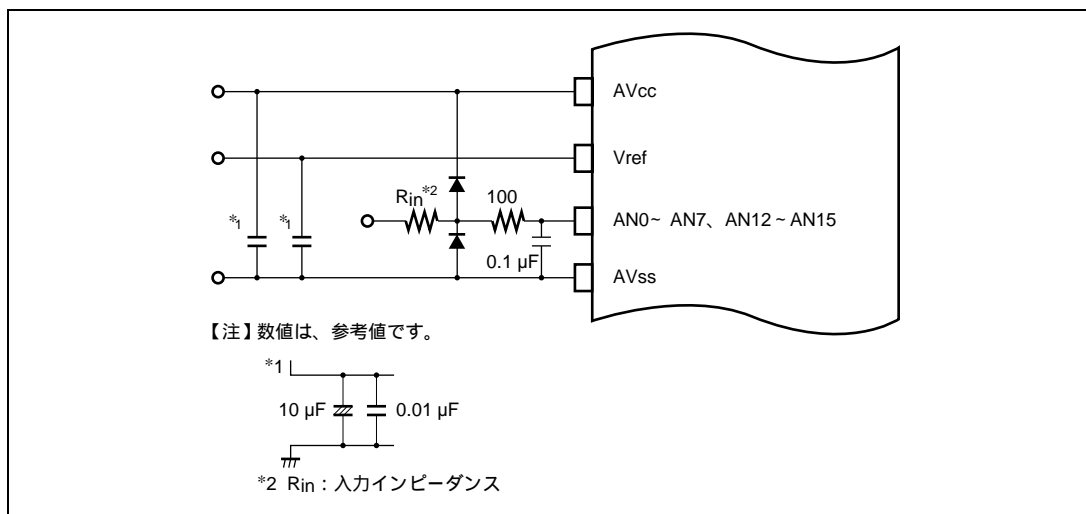 AVcc
Vref
Rin*2
100
AN0~ AN7、AN12 ~ AN15
*1
*1
0.1 µF
AVss
【注】数値は、参考値です。
*1
10 µF
0.01 µF
*2 Rin：入力インピーダンス